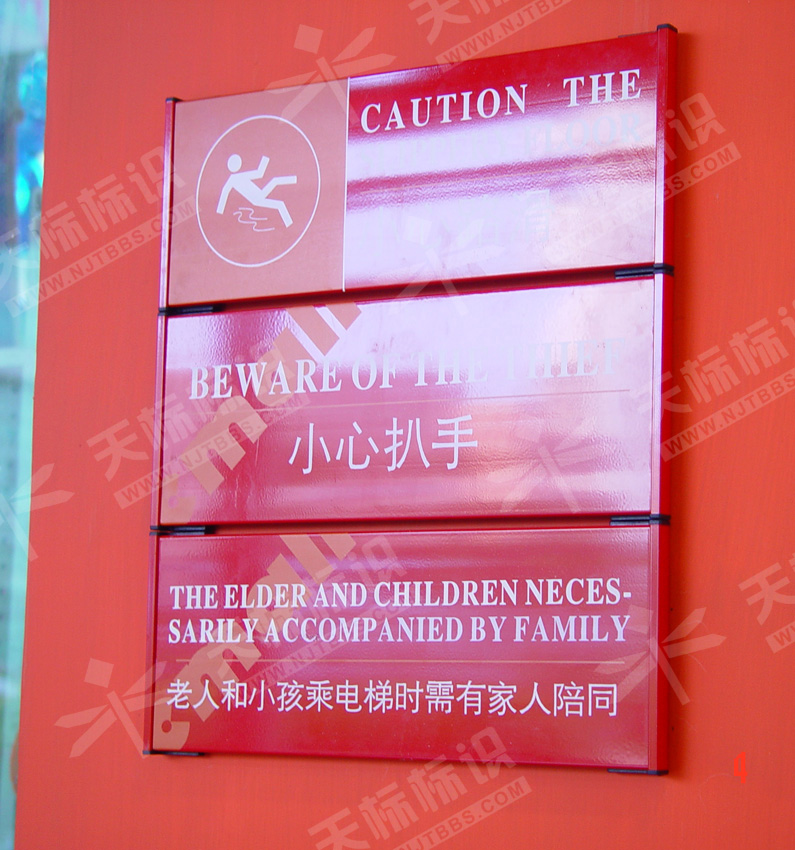 CAUTION THE
BEWARE OF THE THIEF
小心扒手
THE ELDER AND CHILDREN NECES-
SARILY ACCOMPANIED BY FAMILY
老人和小孩乘电梯时需有家人陪同
天标标识
WWW.NJTBBS.COM